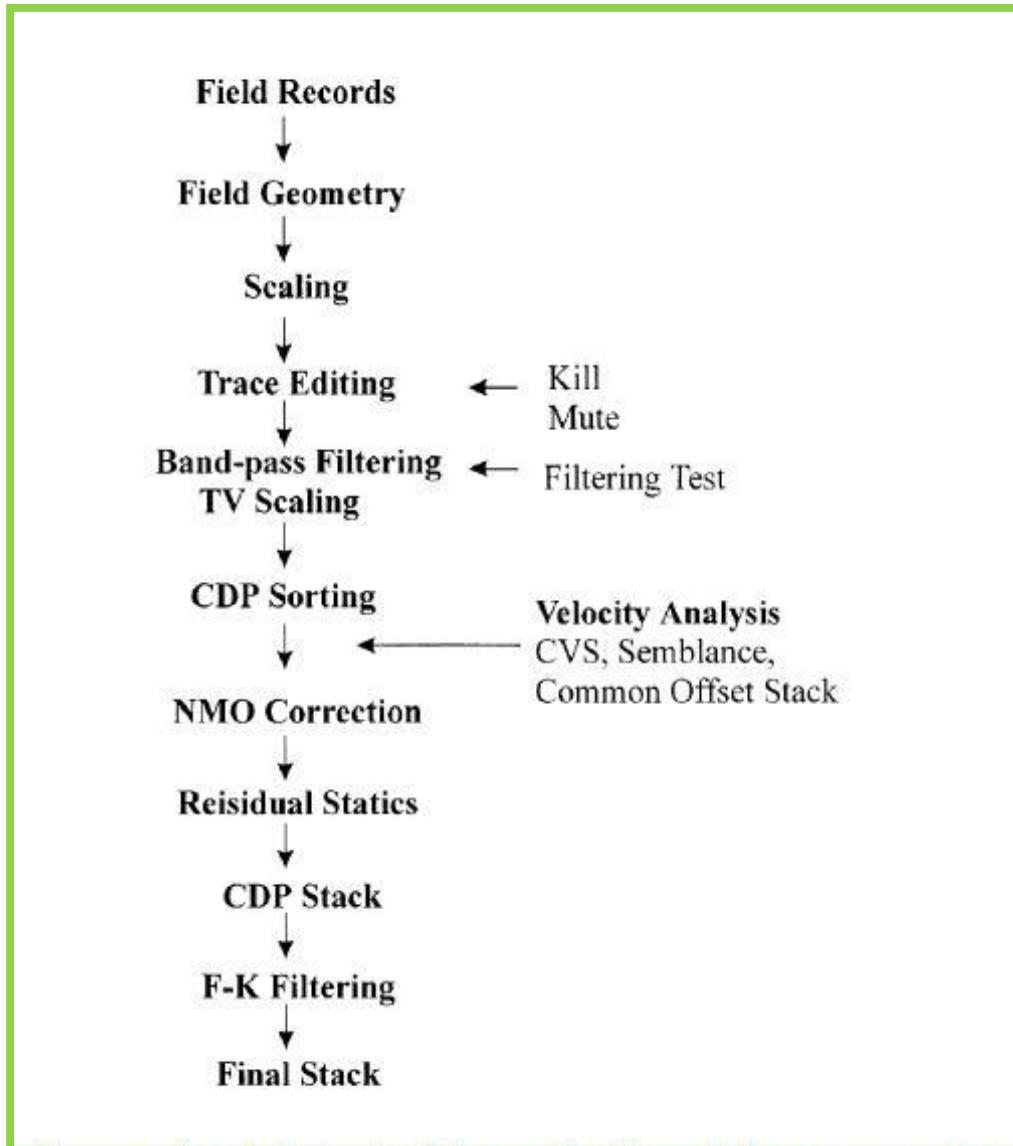 Field Records
Field Geometry
Scaling
Trace Editing
Kill
Mute
Band-pass Filtering
TV Scaling
Filtering Test
CDP Sorting
Velocity Analysis
CVS, Semblance,
Common Offset Stack
NMO Correction
Reisidual Statics
CDP Stack
F-K Filtering
Final Stack